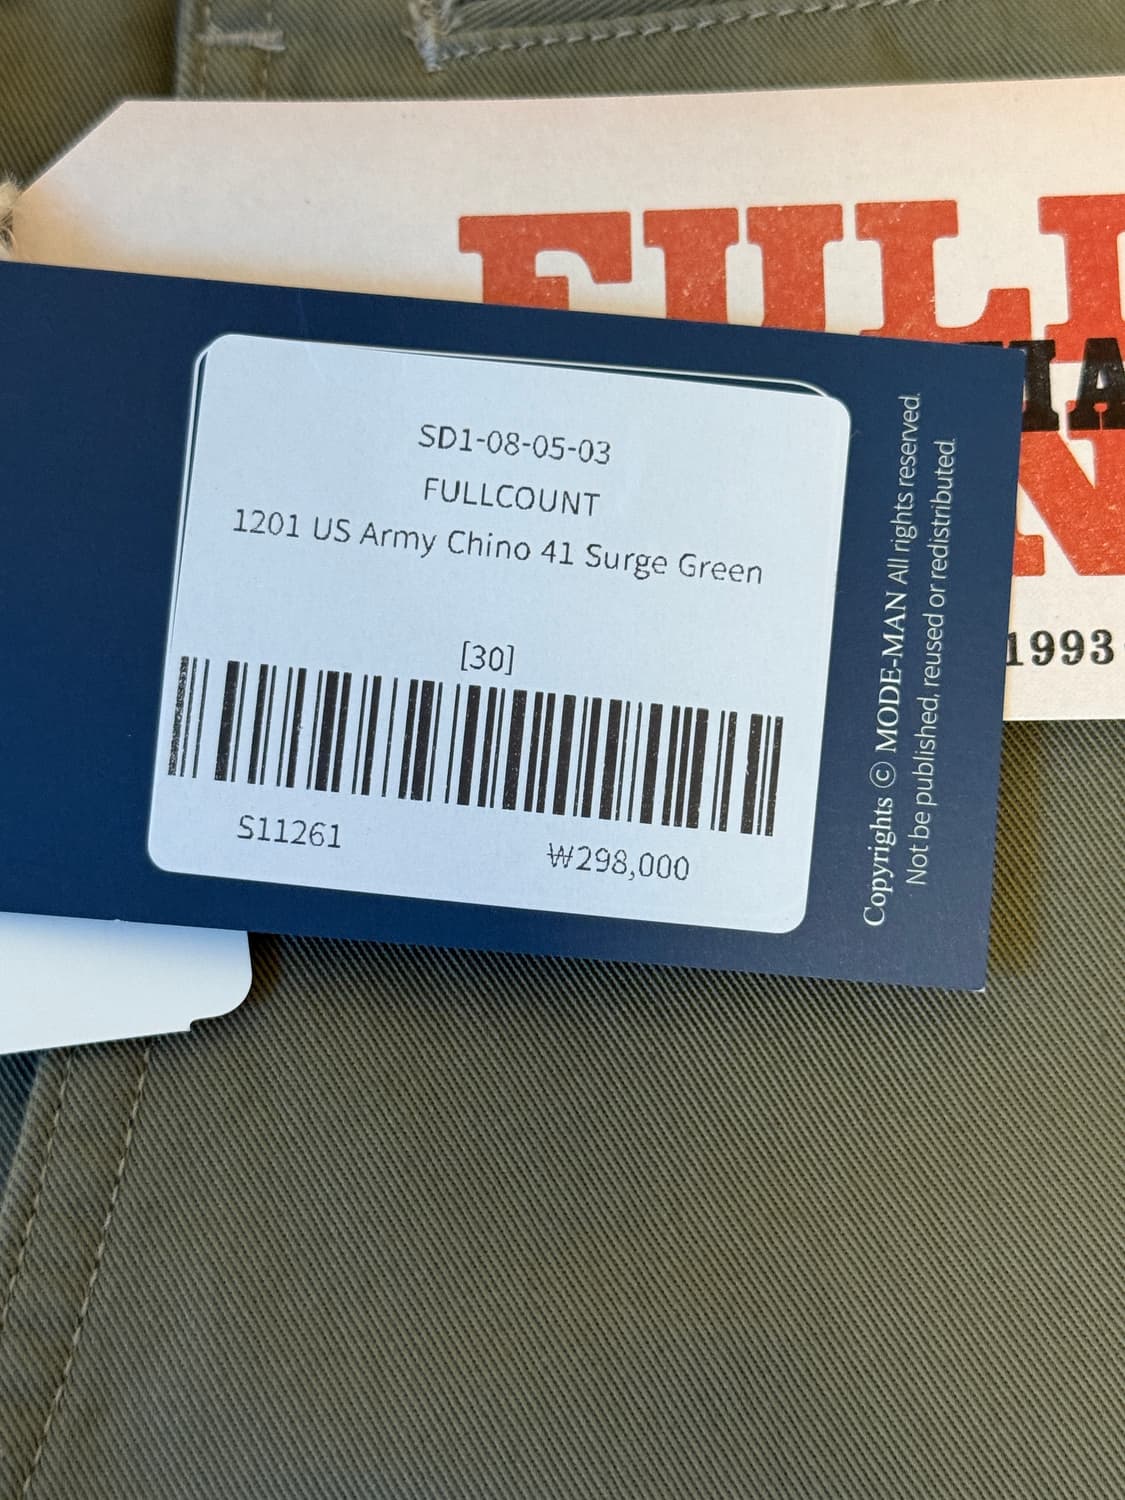 FULL
SD1-08-05-03
FULLCOUNT
1201 US Army Chino 41 Surge Green
[30]
S11261
₩298,000
Copyrights ⓒ MODE-MAN All rights reserved.
Not be published, reused or redistributed.
1993